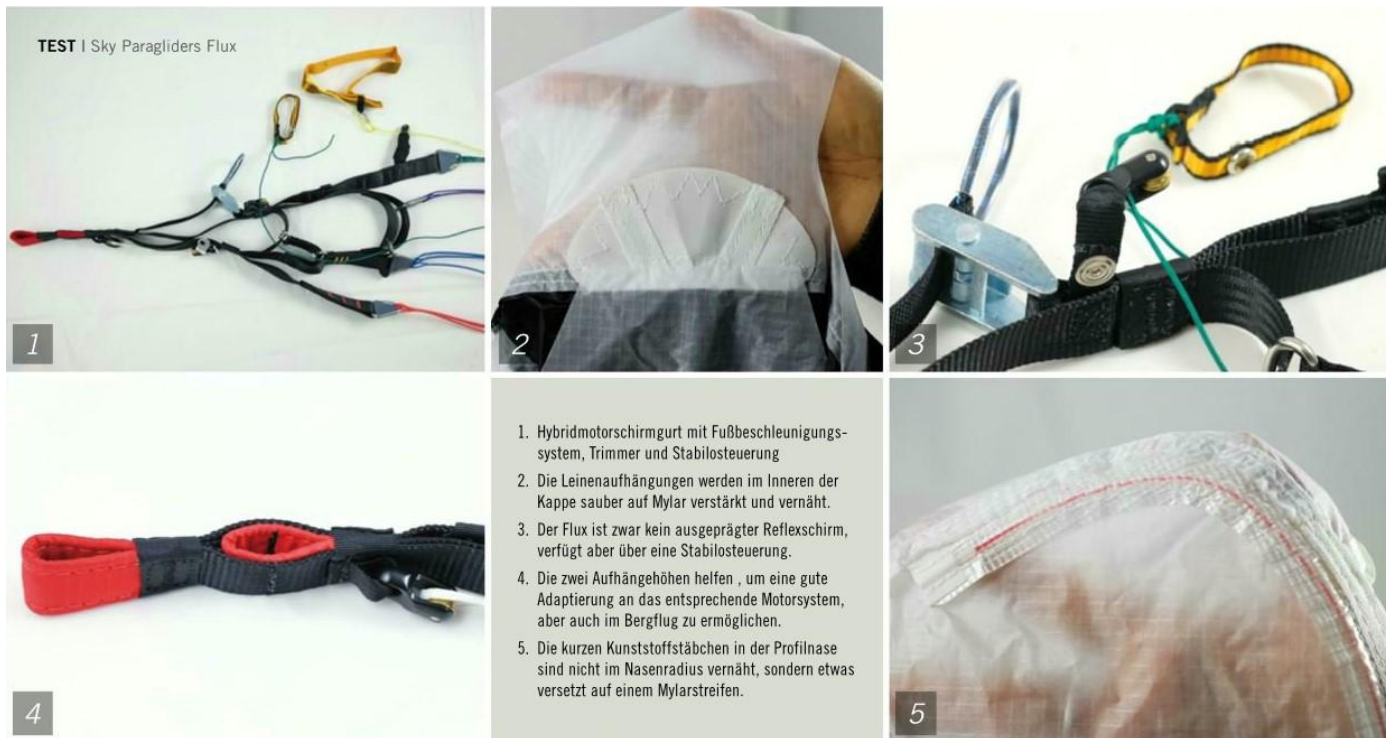 TEST | Sky Paragliders Flux
1
2
3
1. Hybridmotorschirmgurt mit Fußbeschleunigungs-
system, Trimmer und Stabilosteuerung
2. Die Leinenaufhängungen werden im Inneren der
Kappe sauber auf Mylar verstärkt und vernäht.
3. Der Flux ist zwar kein ausgeprägter Reflexschirm,
verfügt aber über eine Stabilosteuerung.
4. Die zwei Aufhängehöhen helfen , um eine gute
Adaptierung an das entsprechende Motorsystem,
aber auch im Bergflug zu ermöglichen.
5. Die kurzen Kunststoffstäbchen in der Profilnase
sind nicht im Nasenradius vernäht, sondern etwas
versetzt auf einem Mylarstreifen.
4
5